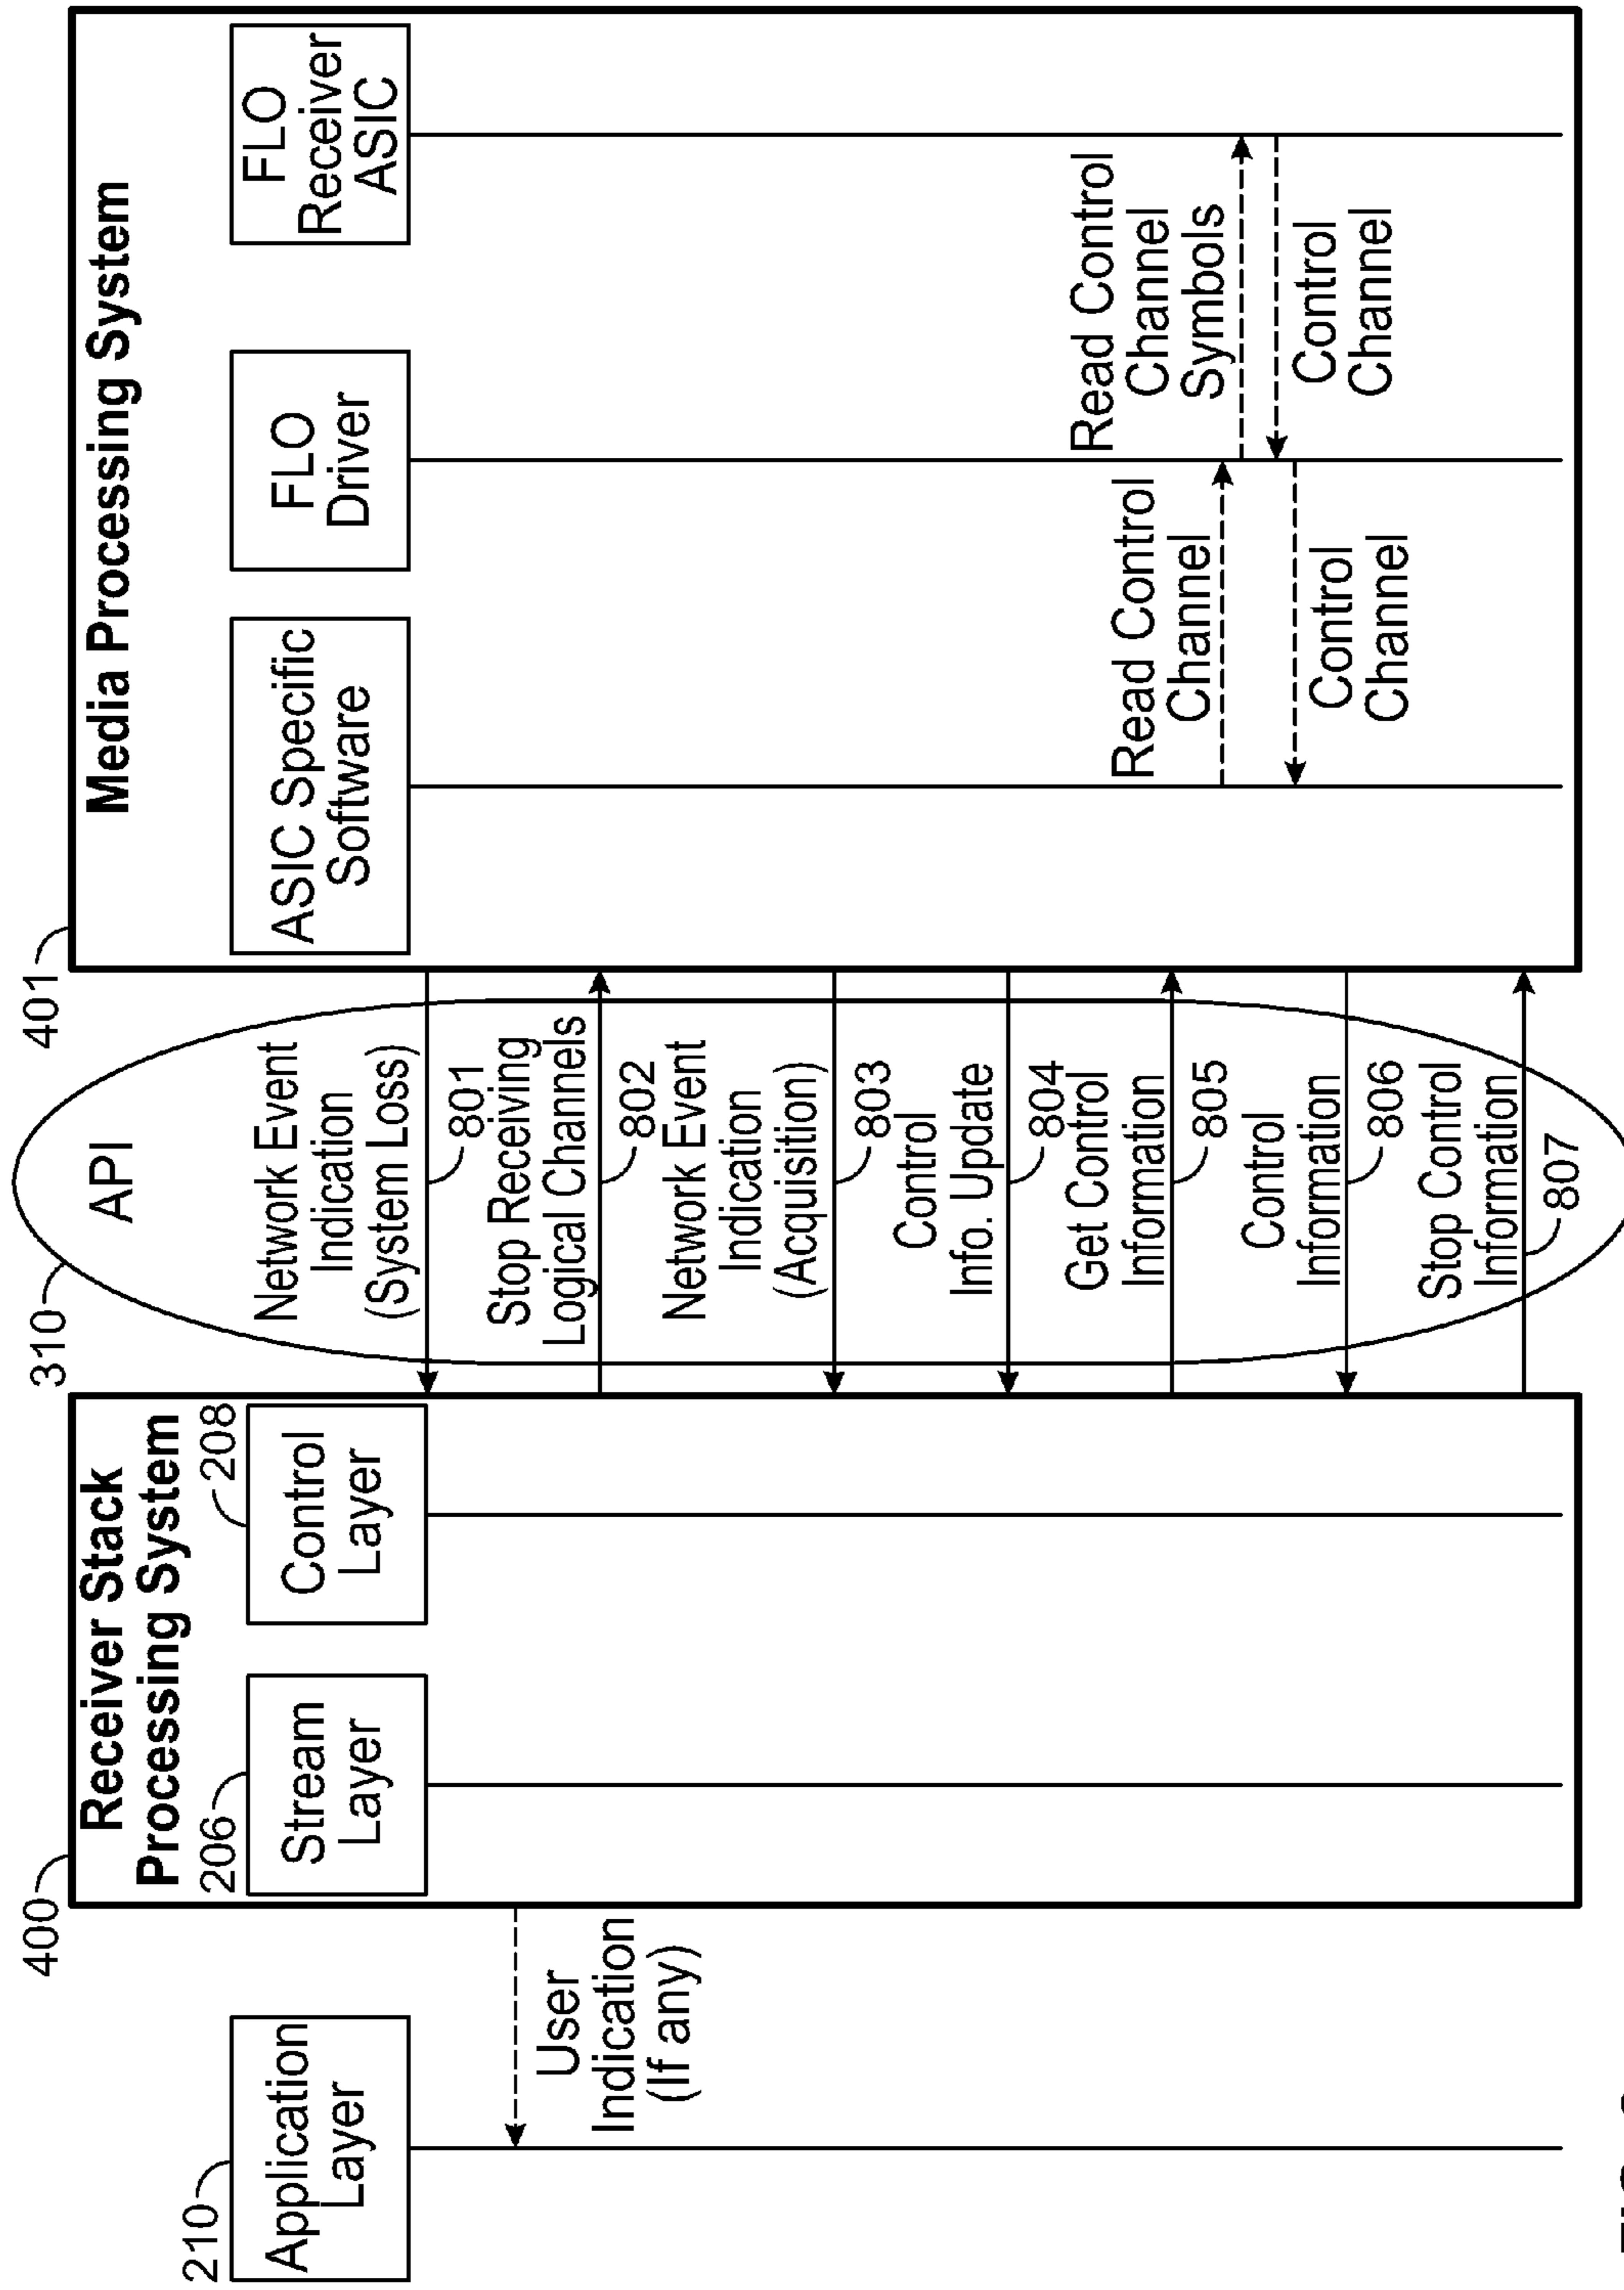 210
Application
Layer
400
Receiver Stack
Processing System
206
Stream
Layer
208
Control
Layer
310
API
401
Media Processing System
ASIC Specific
Software
FLO
Driver
FLO
Receiver
ASIC
User
Indication
(If any)
Network Event
Indication
(System Loss)
801
Stop Receiving
Logical Channels
802
Network Event
Indication
(Acquisition)
803
Control
Info. Update
804
Get Control
Information
805
Control
Information
806
Stop Control
Information
807
Read Control
Channel
Control
Channel
Read Control
Channel
Symbols
Control
Channel